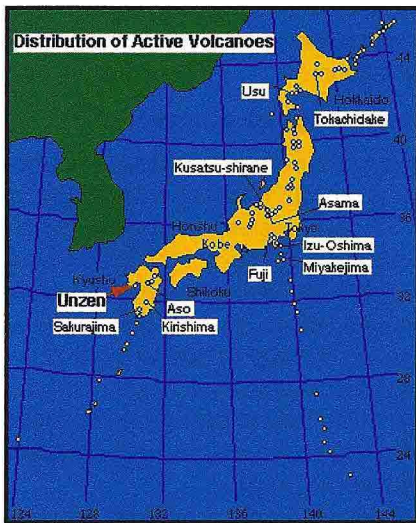 Distribution of Active Volcanoes
44
Usu
Hokkaido
Tokachidake
40
Kusatsu-shirane
Asama
36
Honshu
Tokyo
Kobe
Izu-Oshima
Fuji
Miyakejima
Kyushu
Shikoku
32
Unzen
Aso
Sakurajima
Kirishima
28
24
124 128 132 136 140 144